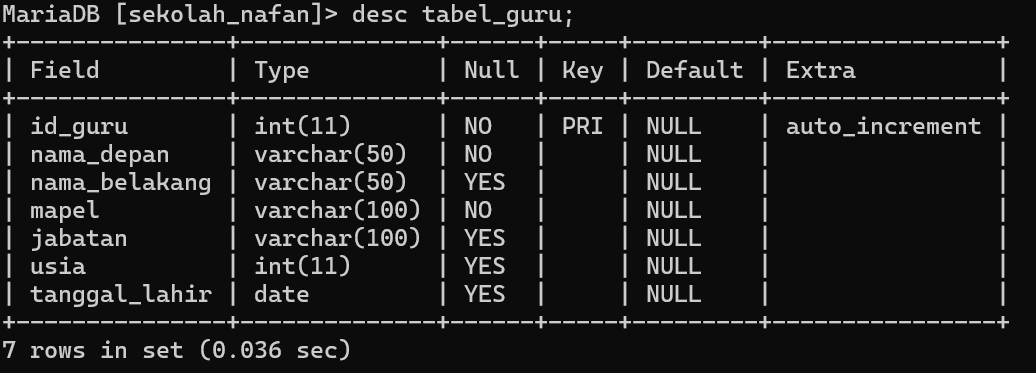 MariaDB [sekolah_nafan]> desc tabel_guru;
+---------------+--------------+------+-----+---------+----------------+
| Field         | Type         | Null | Key | Default | Extra          |
+---------------+--------------+------+-----+---------+----------------+
| id_guru       | int(11)      | NO   | PRI | NULL    | auto_increment |
| nama_depan    | varchar(50)  | NO   |     | NULL    |                |
| nama_belakang | varchar(50)  | YES  |     | NULL    |                |
| mapel         | varchar(100) | NO   |     | NULL    |                |
| jabatan       | varchar(100) | YES  |     | NULL    |                |
| usia          | int(11)      | YES  |     | NULL    |                |
| tanggal_lahir | date         | YES  |     | NULL    |                |
+---------------+--------------+------+-----+---------+----------------+
7 rows in set (0.036 sec)